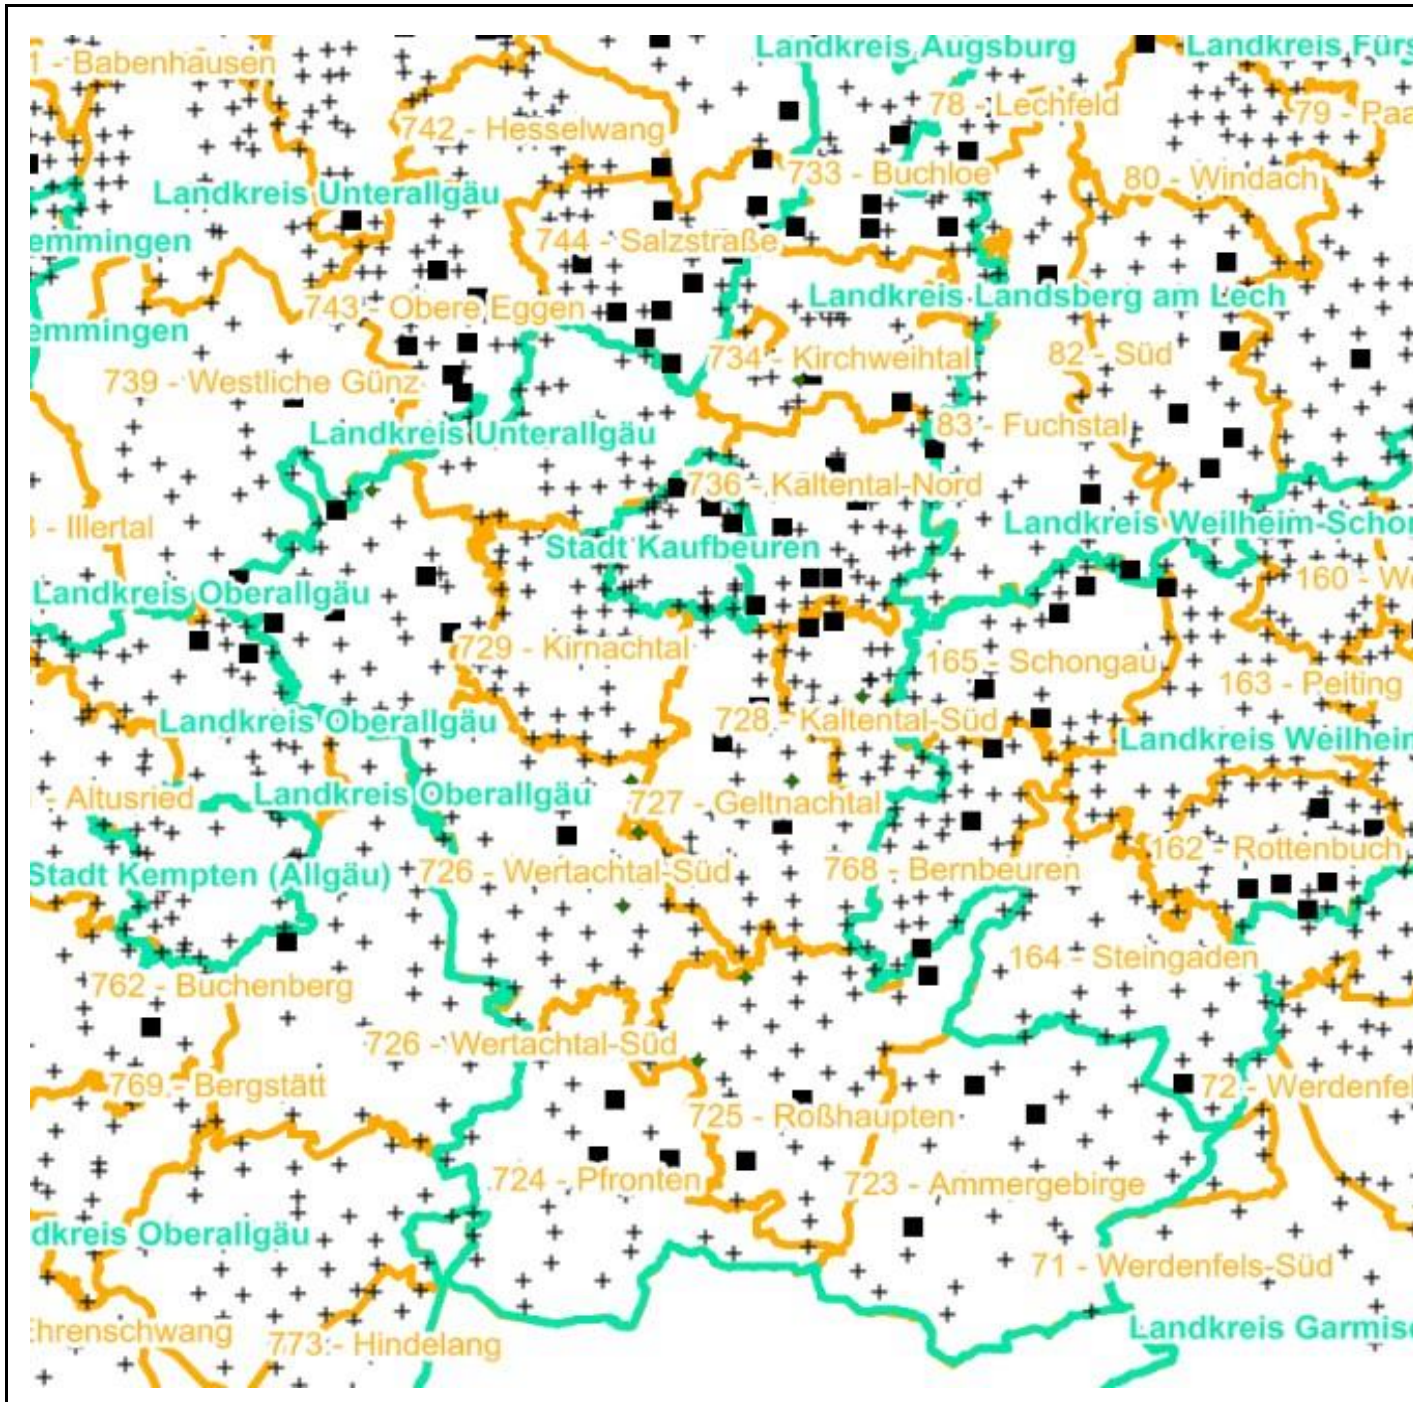 Landkreis Augsburg
Landkreis Fürs
1 - Babenhausen
78 - Lechfeld
79 - Paa
742 - Hesselwang
733 - Buchloe
80 - Windach
Landkreis Unterallgäu
emmingen
744 - Salzstraße
743 - Obere Eggen
Landkreis Landsberg am Lech
emmingen
734 - Kirchweihtal
82 - Süd
739 - Westliche Günz
83 - Fuchstal
Landkreis Unterallgäu
736 - Kaltental-Nord
3 - Illertal
Landkreis Weilheim-Schon
Stadt Kaufbeuren
160 - We
Landkreis Oberallgäu
729 - Kirnachtal
165 - Schongau
163 - Peiting
Landkreis Oberallgäu
728 - Kaltental-Süd
Landkreis Weilheim
- Altusried
Landkreis Oberallgäu
727 - Geltnachtal
162 - Rottenbuch
Stadt Kempten (Allgäu)
726 - Wertachtal-Süd
768 - Bernbeuren
164 - Steingaden
762 - Buchenberg
726 - Wertachtal-Süd
769 - Bergstätt
72 - Werdenfel
725 - Roßhaupten
724 - Pfronten
723 - Ammergebirge
dkreis Oberallgäu
71 - Werdenfels-Süd
Ehrenschwang
773 - Hindelang
Landkreis Garmisc